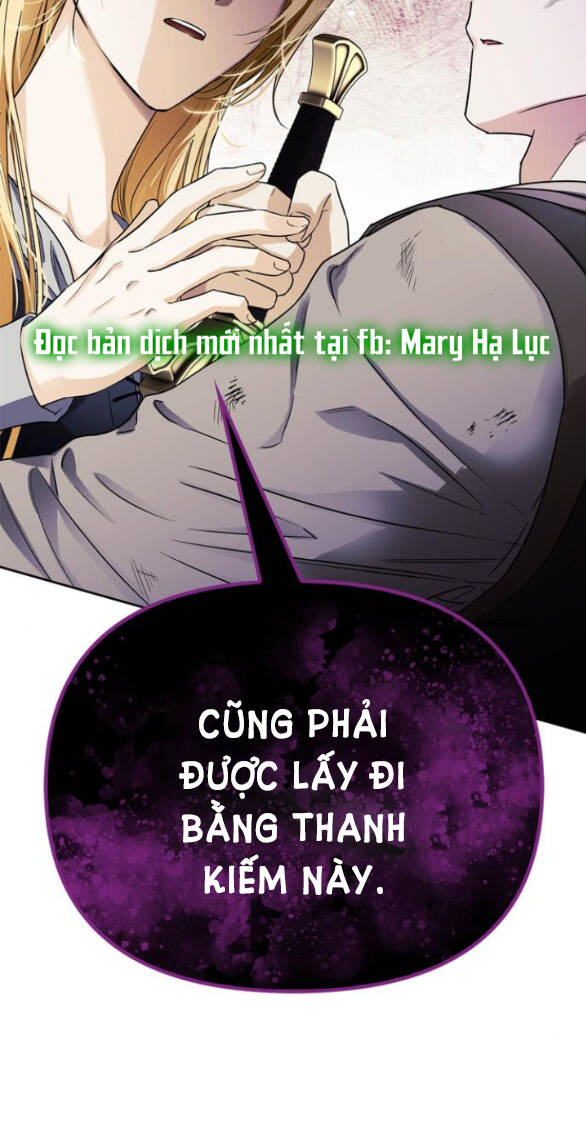 Đọc bản dịch mới nhất tại fb: Mary Hạ Lục
CŨNG PHẢI
ĐƯỢC LẤY ĐI
BẰNG THANH
KIẾM NÀY.